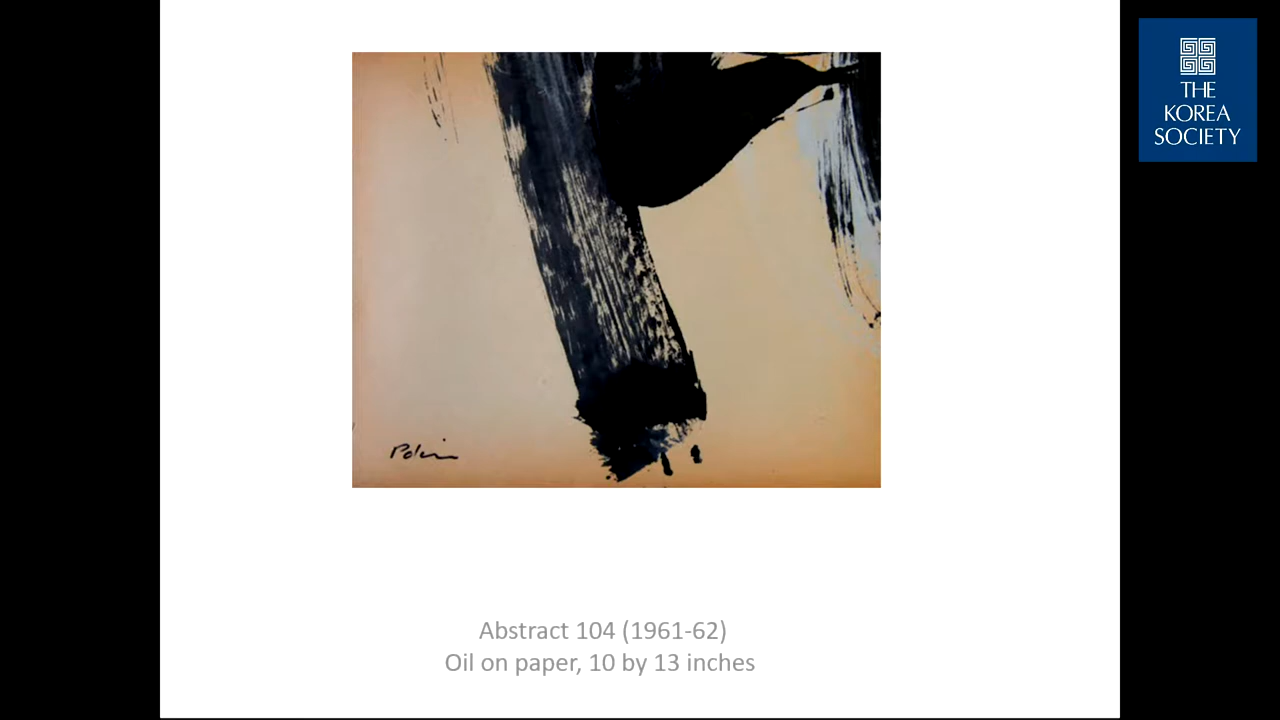 THE
KOREA
SOCIETY
Abstract 104 (1961-62)
Oil on paper, 10 by 13 inches